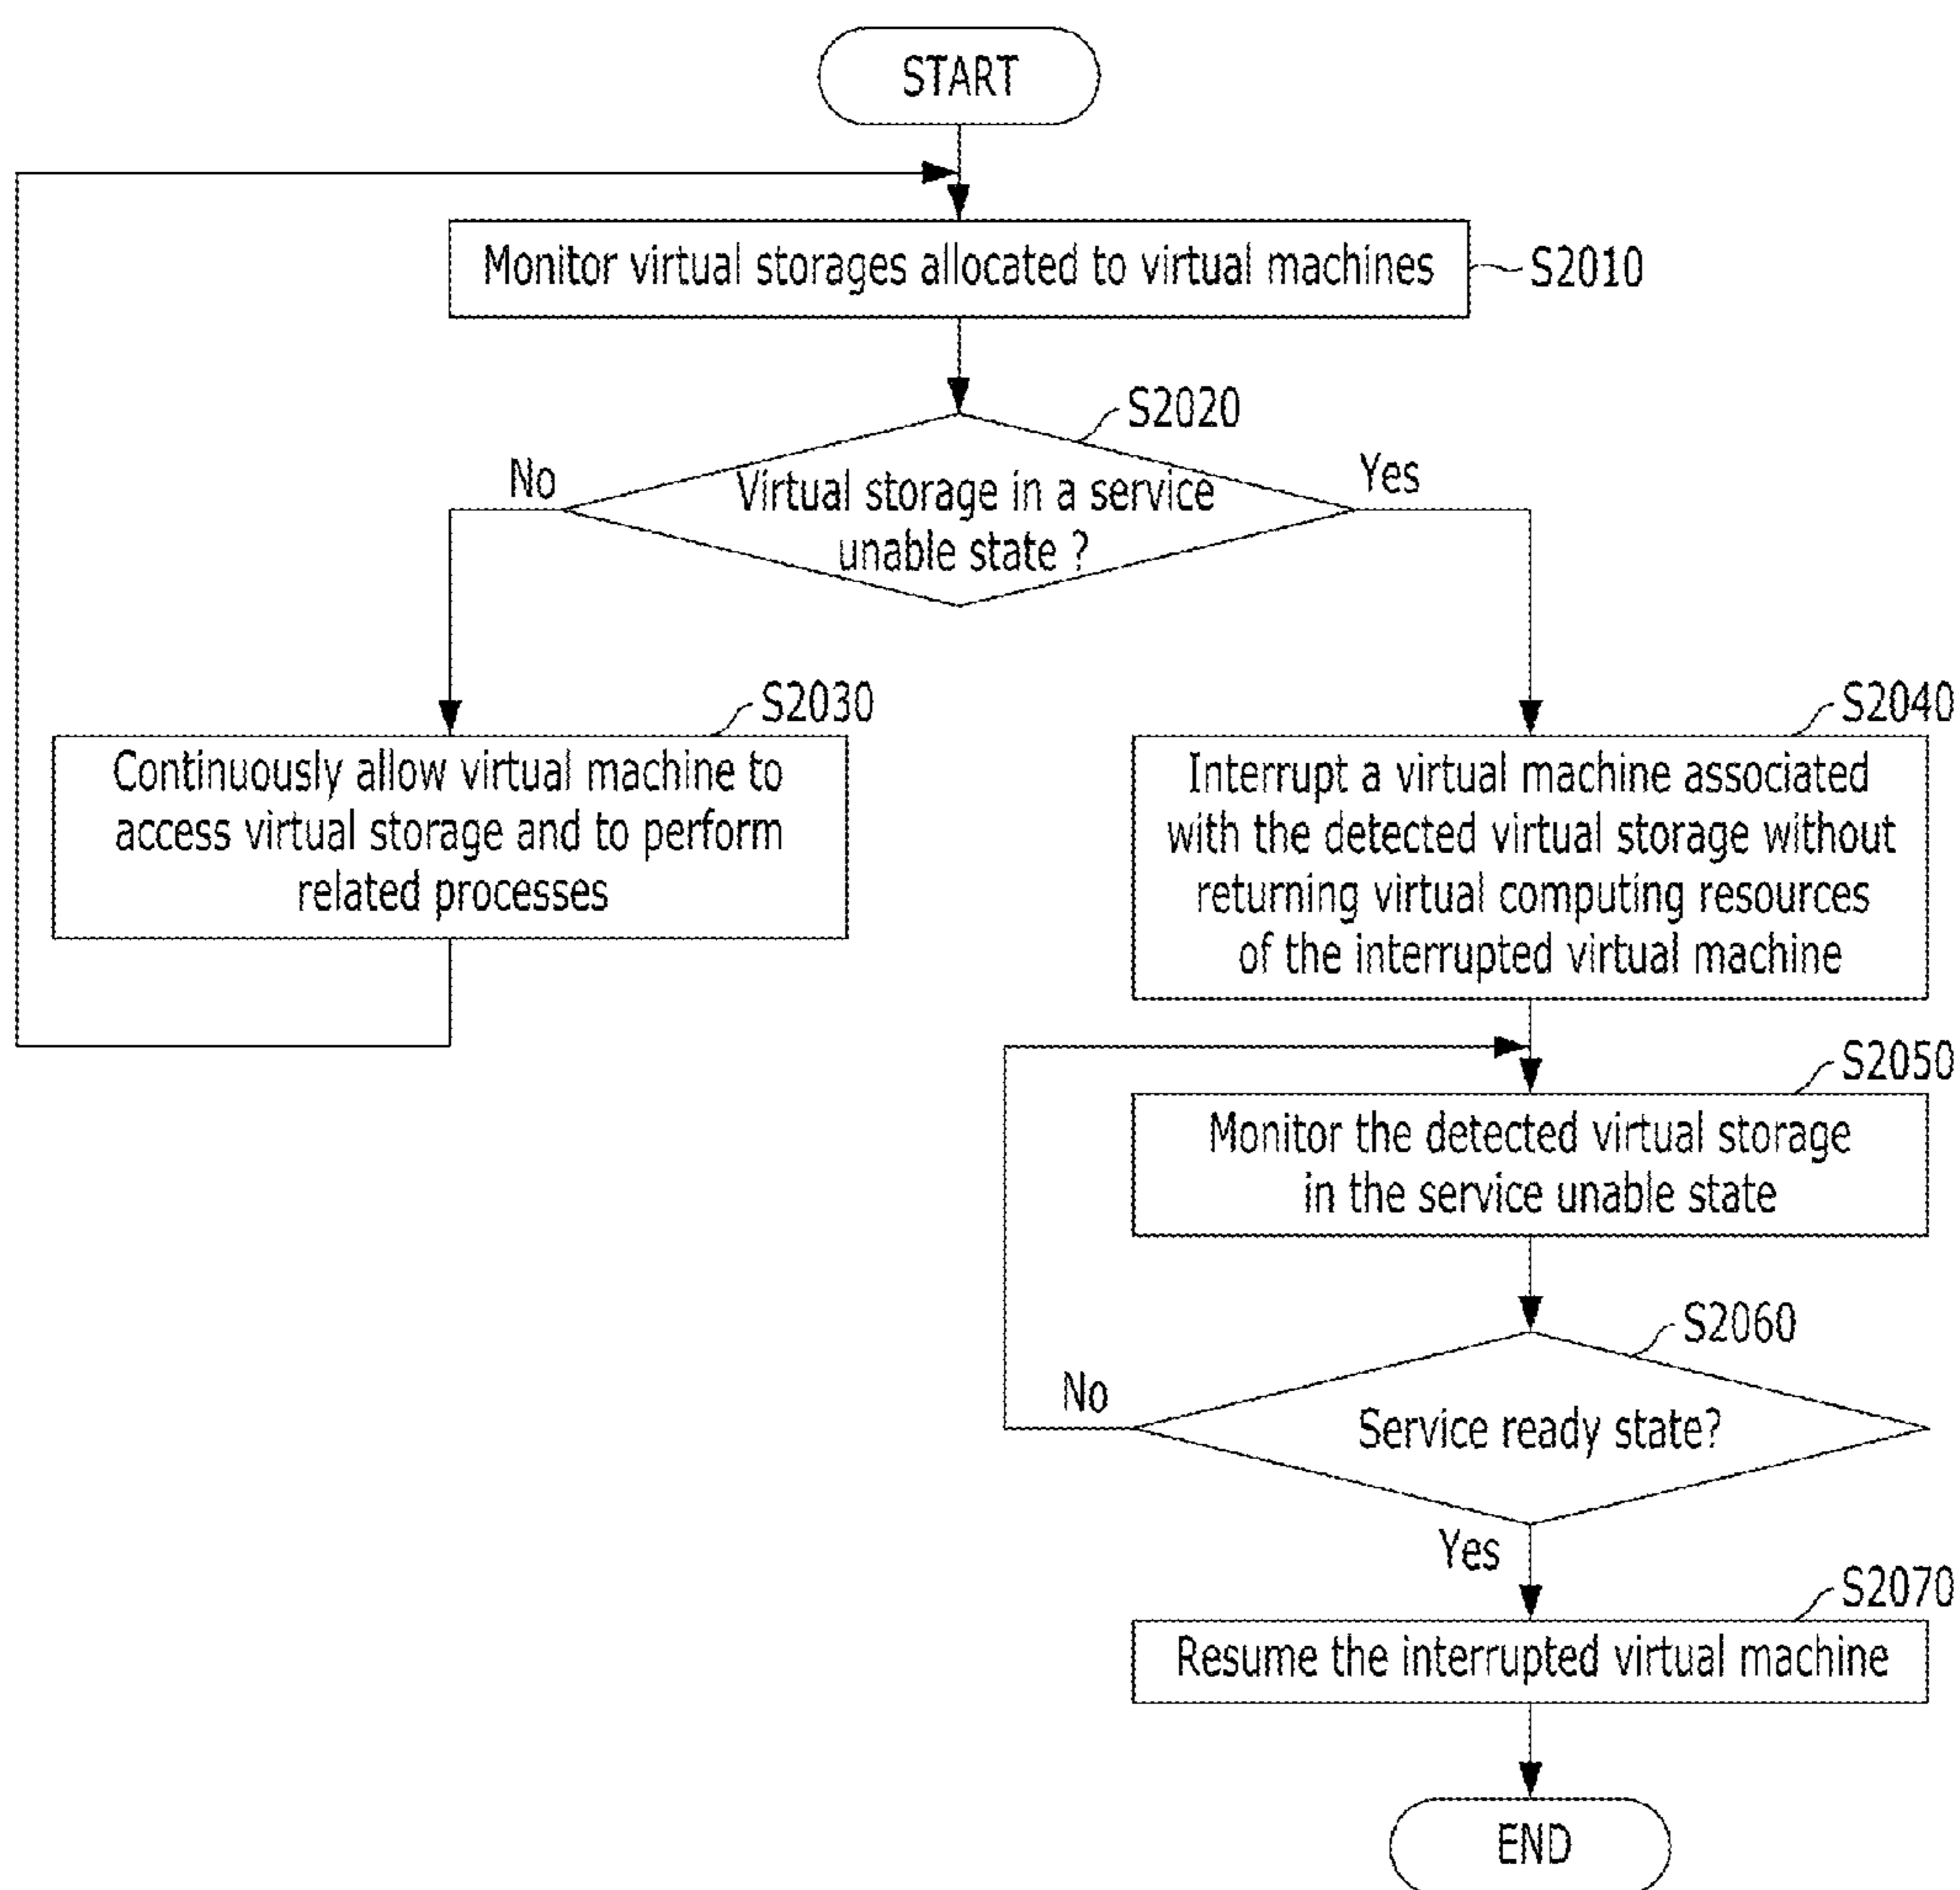 START
Monitor virtual storages allocated to virtual machines
S2010
S2020
No
Yes
Virtual storage in a service
unable state ?
S2030
Continuously allow virtual machine to
access virtual storage and to perform
related processes
S2040
Interrupt a virtual machine associated
with the detected virtual storage without
returning virtual computing resources
of the interrupted virtual machine
S2050
Monitor the detected virtual storage
in the service unable state
S2060
No
Service ready state?
Yes
S2070
Resume the interrupted virtual machine
END